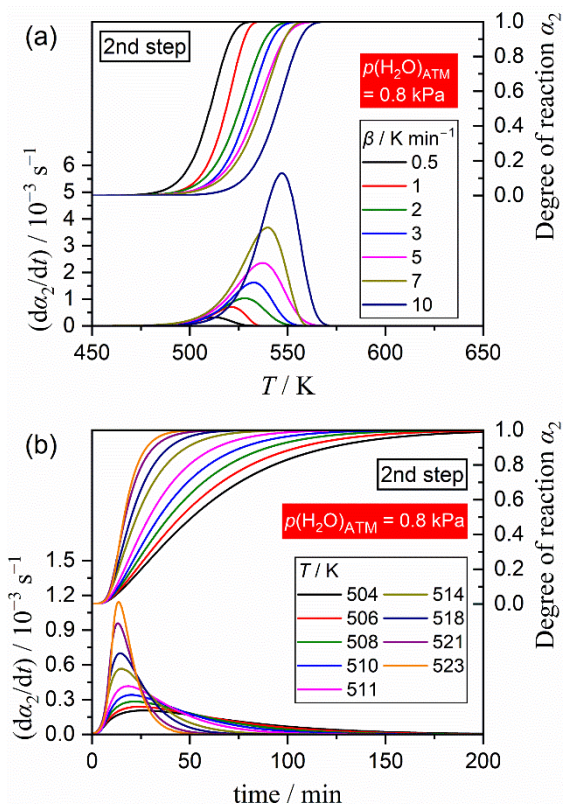 (a)
2nd step
p(H₂O)ATM
= 0.8 kPa
β / K min⁻¹
0.5
1
2
3
5
7
10
1.0
0.8
0.6
0.4
0.2
0.0
Degree of reaction α₂
6
5
4
3
2
1
0
(dα₂/dt) / 10⁻³ s⁻¹
450 500 550 600 650
T / K
(b)
2nd step
p(H₂O)ATM = 0.8 kPa
T / K
504 514
506 518
508 521
510 523
511
1.0
0.8
0.6
0.4
0.2
0.0
Degree of reaction α₂
1.5
1.2
0.9
0.6
0.3
0.0
(dα₂/dt) / 10⁻³ s⁻¹
0 50 100 150 200
time / min